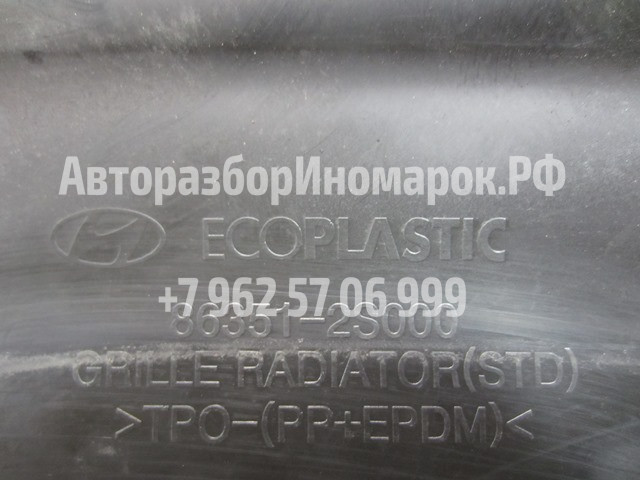 АвторазборИномарок.РФ
ECOPLASTIC
+7 962 57 06 999
86351-2S000
GRILLE RADIATOR(STD)
>TPO-(PP+EPDM)<